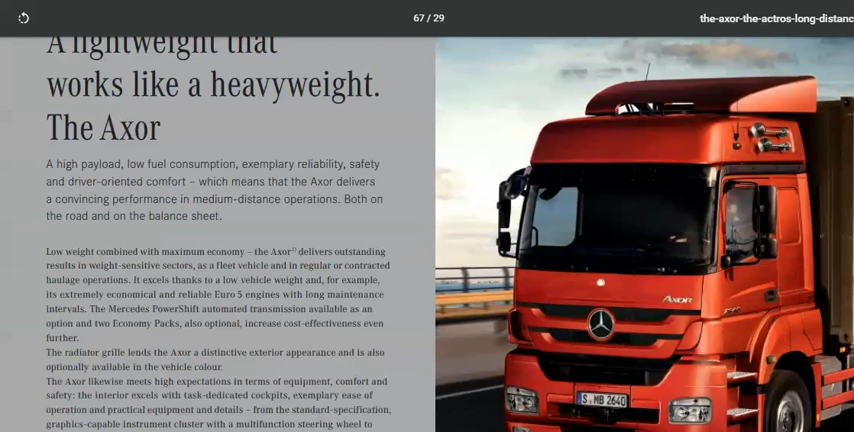 67 / 29
the-axor-the-actros-long-distanc
A lightweight that
works like a heavyweight.
The Axor
A high payload, low fuel consumption, exemplary reliability, safety
and driver-oriented comfort – which means that the Axor delivers
a convincing performance in medium-distance operations. Both on
the road and on the balance sheet.
Low weight combined with maximum economy – the Axor¹⁾ delivers outstanding
results in weight-sensitive sectors, as a fleet vehicle and in regular or contracted
haulage operations. It excels thanks to a low vehicle weight and, for example,
its extremely economical and reliable Euro 5 engines with long maintenance
intervals. The Mercedes PowerShift automated transmission available as an
option and two Economy Packs, also optional, increase cost-effectiveness even
further.
The radiator grille lends the Axor a distinctive exterior appearance and is also
optionally available in the vehicle colour.
The Axor likewise meets high expectations in terms of equipment, comfort and
safety: the interior excels with task-dedicated cockpits, exemplary ease of
operation and practical equipment and details – from the standard-specification,
graphics-capable instrument cluster with a multifunction steering wheel to
AXOR
S MB 2640